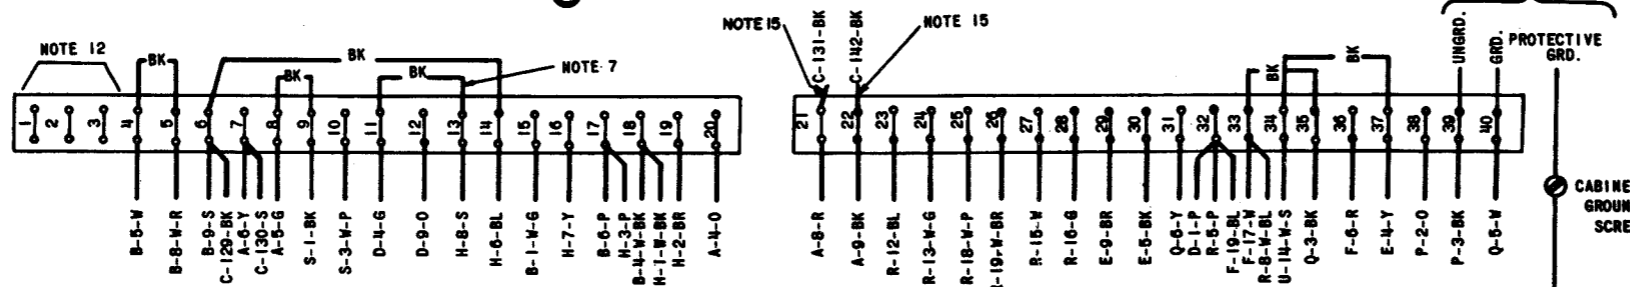 NOTE 12
BK
BK
BK
BK
NOTE 7
NOTE 15
C-131-BK
C-142-BK
NOTE 15
BK
BK
UNGRD.
GRD.
PROTECTIVE
GRD.
1 2 3 4 5 6 7 8 9 10 11 12 13 14 15 16 17 18 19 20
21 22 23 24 25 26 27 28 29 30 31 32 33 34 35 36 37 38 39 40
B-5-W
B-8-W-R
B-9-S
C-129-BK
A-6-Y
C-130-S
A-5-G
S-1-BK
S-3-W-P
D-4-G
D-9-O
H-8-S
H-6-BL
B-1-W-G
H-7-Y
B-6-P
H-3-P
B-4-W-BK
H-1-W-BK
H-2-BR
A-4-O
A-8-R
A-9-BK
R-12-BL
R-13-W-G
R-18-W-P
R-19-W-BR
R-15-W
R-16-G
E-9-BR
E-5-BK
Q-6-Y
D-1-P
R-5-P
F-19-BL
F-17-W
R-8-W-BL
U-14-W-S
Q-3-BK
F-6-R
E-4-Y
P-2-O
P-3-BK
Q-5-W
CABINE
GROUN
SCRE